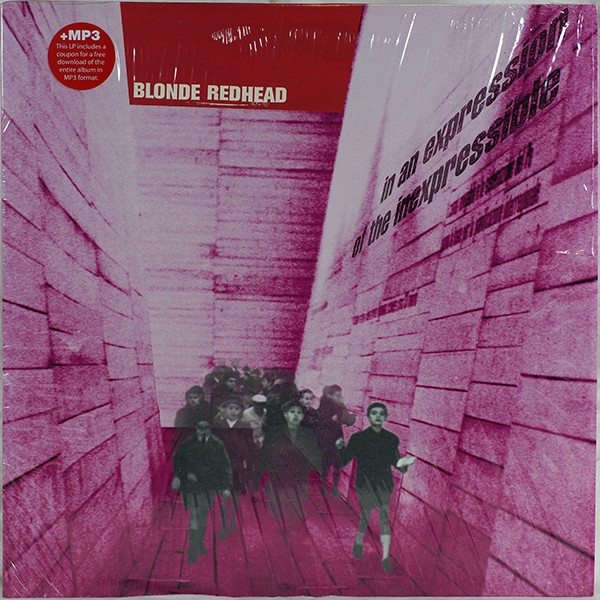 +MP3
This LP includes a
coupon for a free
download of the
entire album in
MP3 format.
BLONDE REDHEAD
in an expression
of the inexpressible